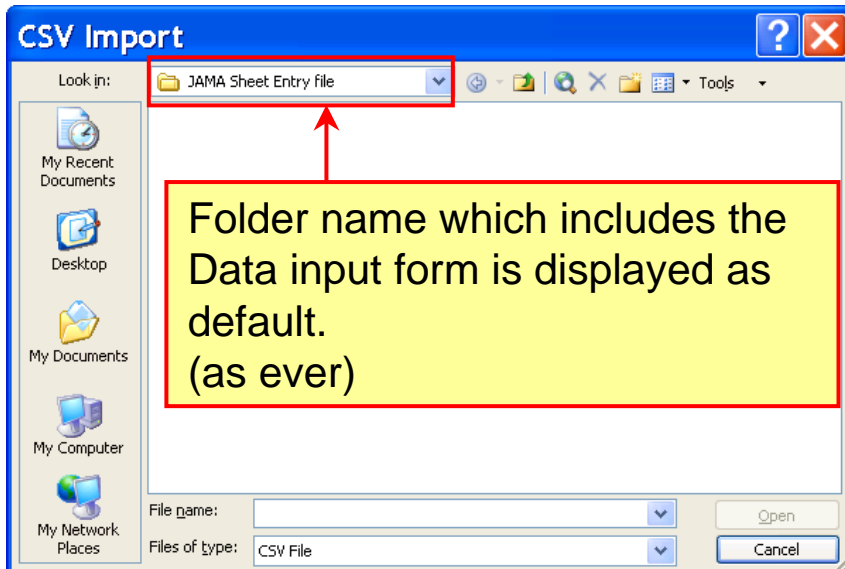 CSV Import
Look in:
JAMA Sheet Entry file
Tools
My Recent
Documents
Desktop
My Documents
My Computer
My Network
Places
Folder name which includes the
Data input form is displayed as
default.
(as ever)
File name:
Open
Files of type:
CSV File
Cancel